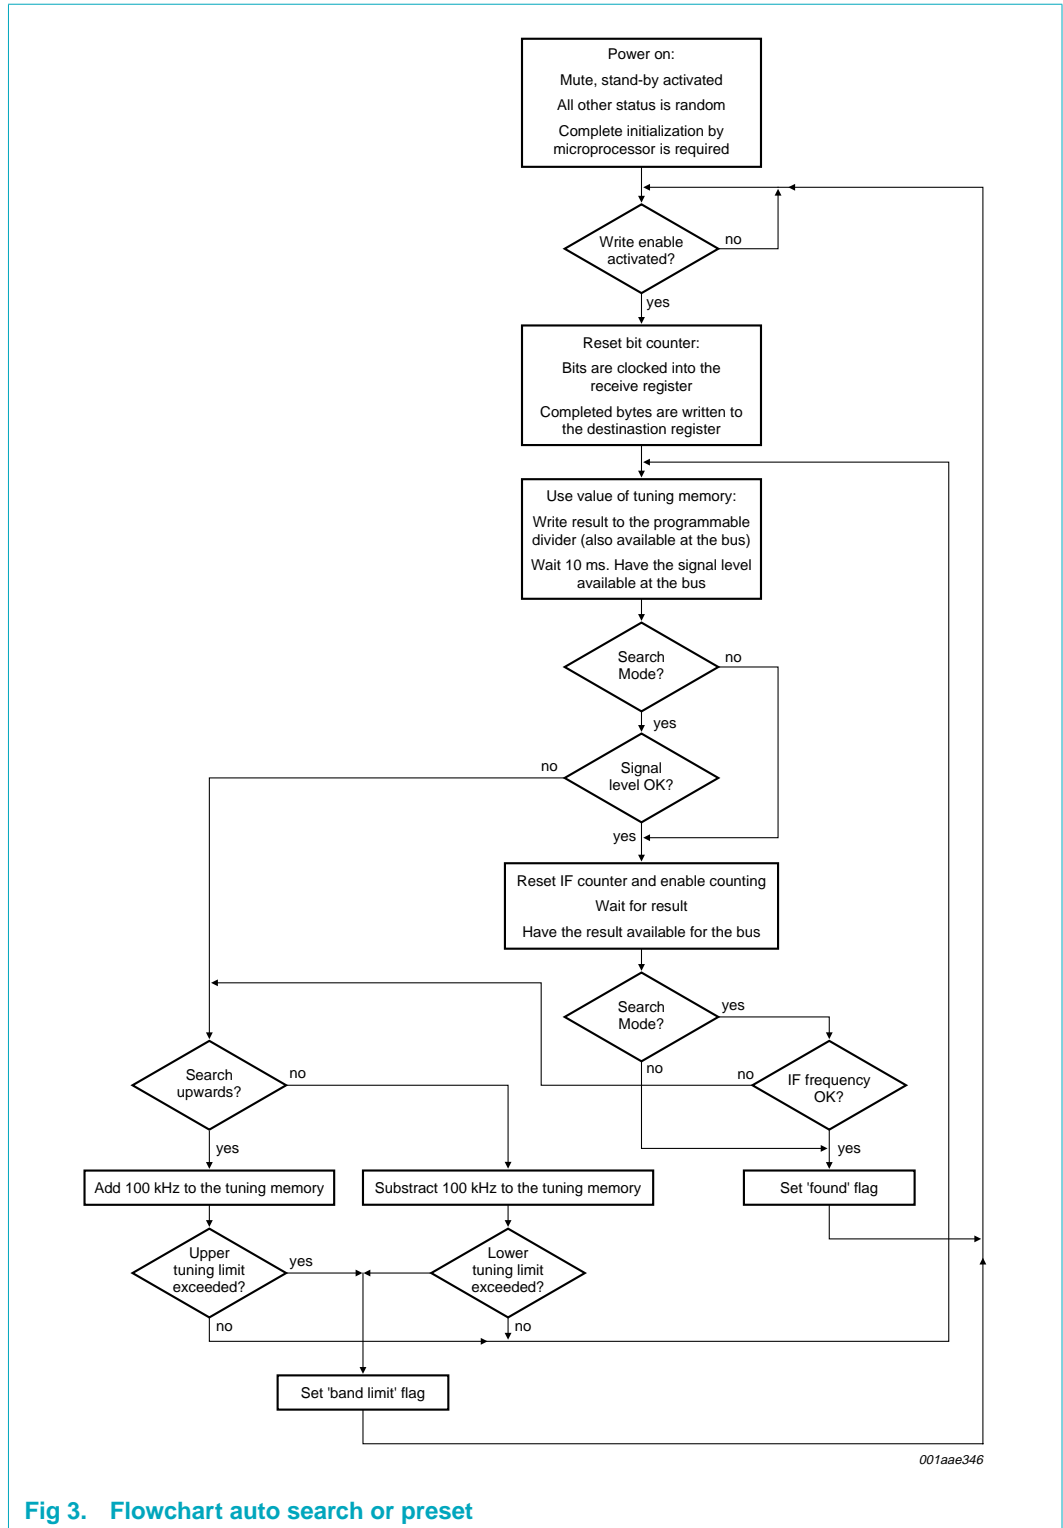 Power on:
Mute, stand-by activated
All other status is random
Complete initialization by
microprocessor is required
Write enable
activated?
no
yes
Reset bit counter:
Bits are clocked into the
receive register
Completed bytes are written to
the destinastion register
Use value of tuning memory:
Write result to the programmable
divider (also available at the bus)
Wait 10 ms. Have the signal level
available at the bus
Search
Mode?
no
yes
Signal
level OK?
no
yes
Reset IF counter and enable counting
Wait for result
Have the result available for the bus
Search
Mode?
yes
no
IF frequency
OK?
no
yes
Search
upwards?
no
yes
Add 100 kHz to the tuning memory
Substract 100 kHz to the tuning memory
Set 'found' flag
Upper
tuning limit
exceeded?
yes
no
Lower
tuning limit
exceeded?
no
Set 'band limit' flag
001aae346
Fig 3. Flowchart auto search or preset